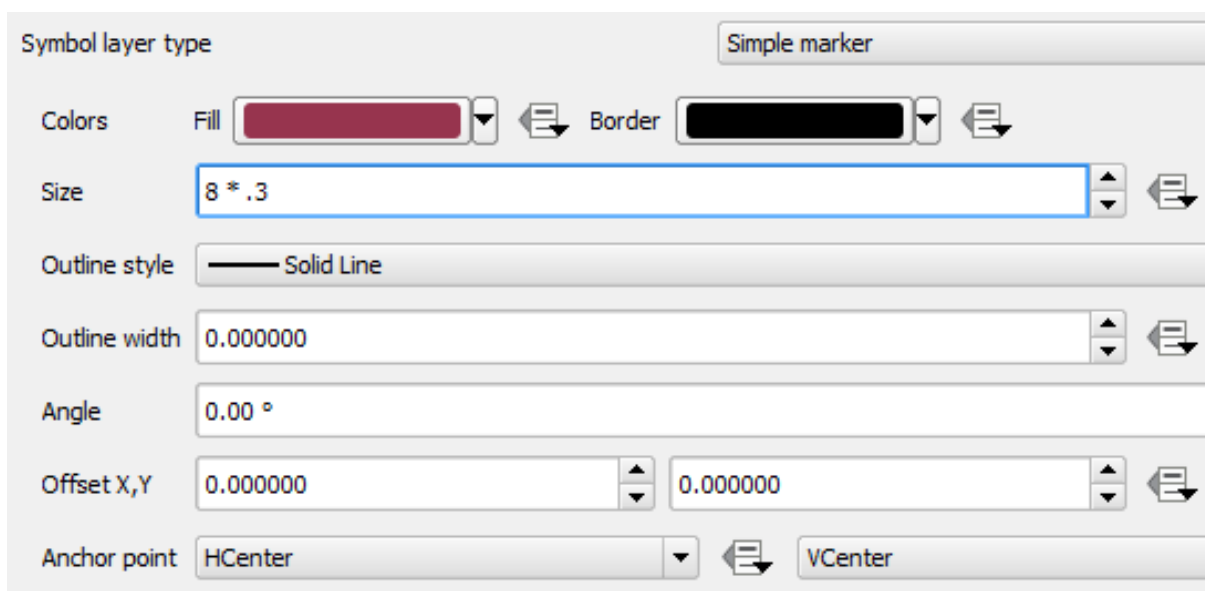 Symbol layer type Simple marker
Colors Fill Border
Size 8 * .3
Outline style Solid Line
Outline width 0.000000
Angle 0.00 °
Offset X,Y 0.000000 0.000000
Anchor point HCenter VCenter